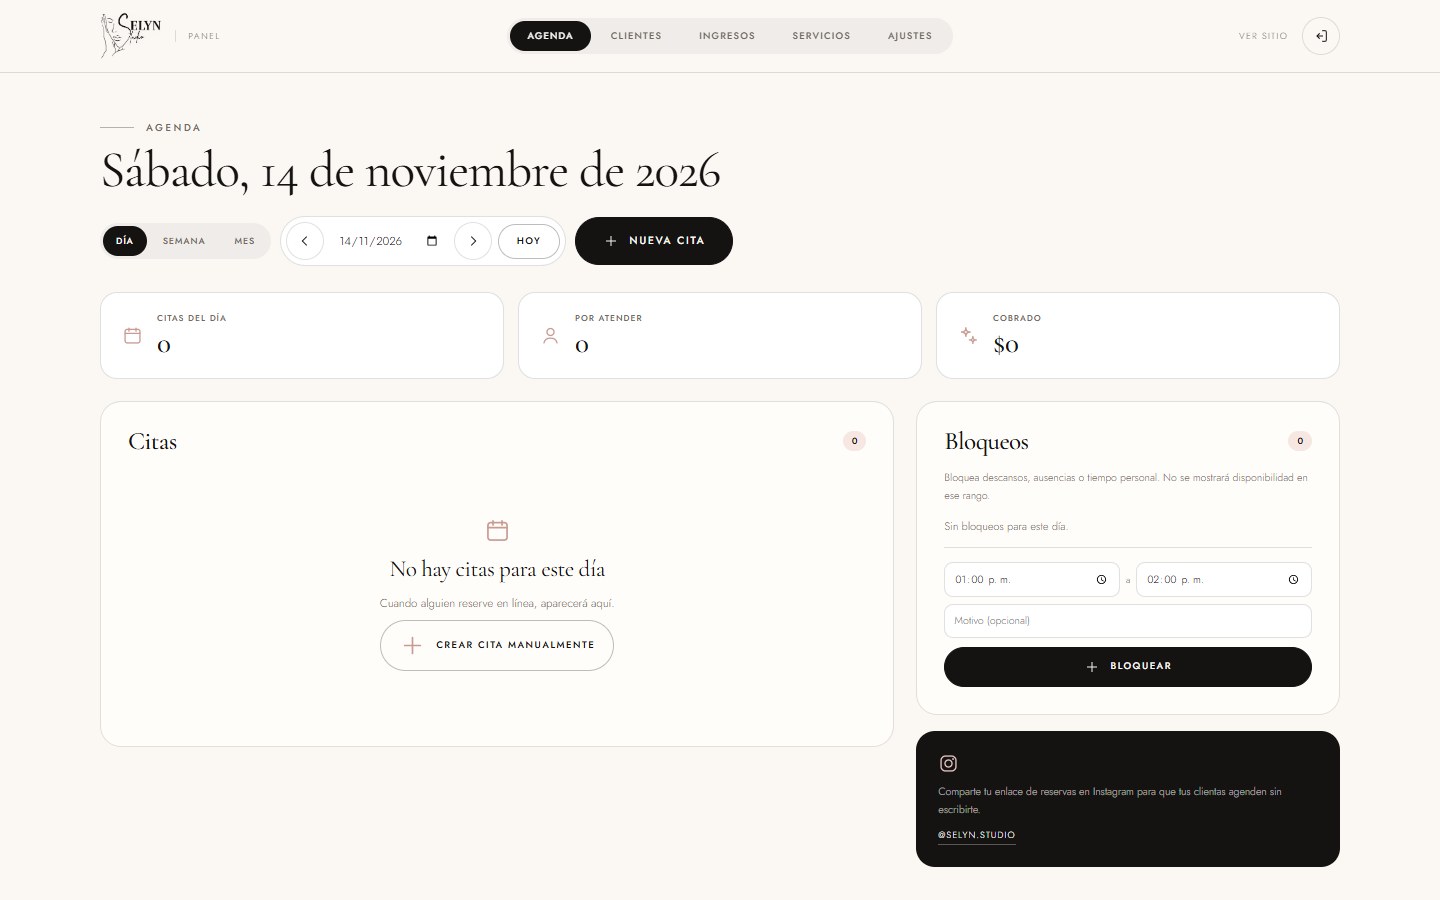 SELYN
Studio
PANEL
AGENDA
CLIENTES
INGRESOS
SERVICIOS
AJUSTES
VER SITIO
AGENDA
Sábado, 14 de noviembre de 2026
DÍA
SEMANA
MES
14/11/2026
HOY
NUEVA CITA
CITAS DEL DÍA
0
POR ATENDER
0
COBRADO
$0
Citas
0
No hay citas para este día
Cuando alguien reserve en línea, aparecerá aquí.
CREAR CITA MANUALMENTE
Bloqueos
0
Bloquea descansos, ausencias o tiempo personal. No se mostrará disponibilidad en
ese rango.
Sin bloqueos para este día.
01:00 p. m.
a
02:00 p. m.
Motivo (opcional)
BLOQUEAR
Comparte tu enlace de reservas en Instagram para que tus clientas agenden sin
escribirte.
@SELYN.STUDIO